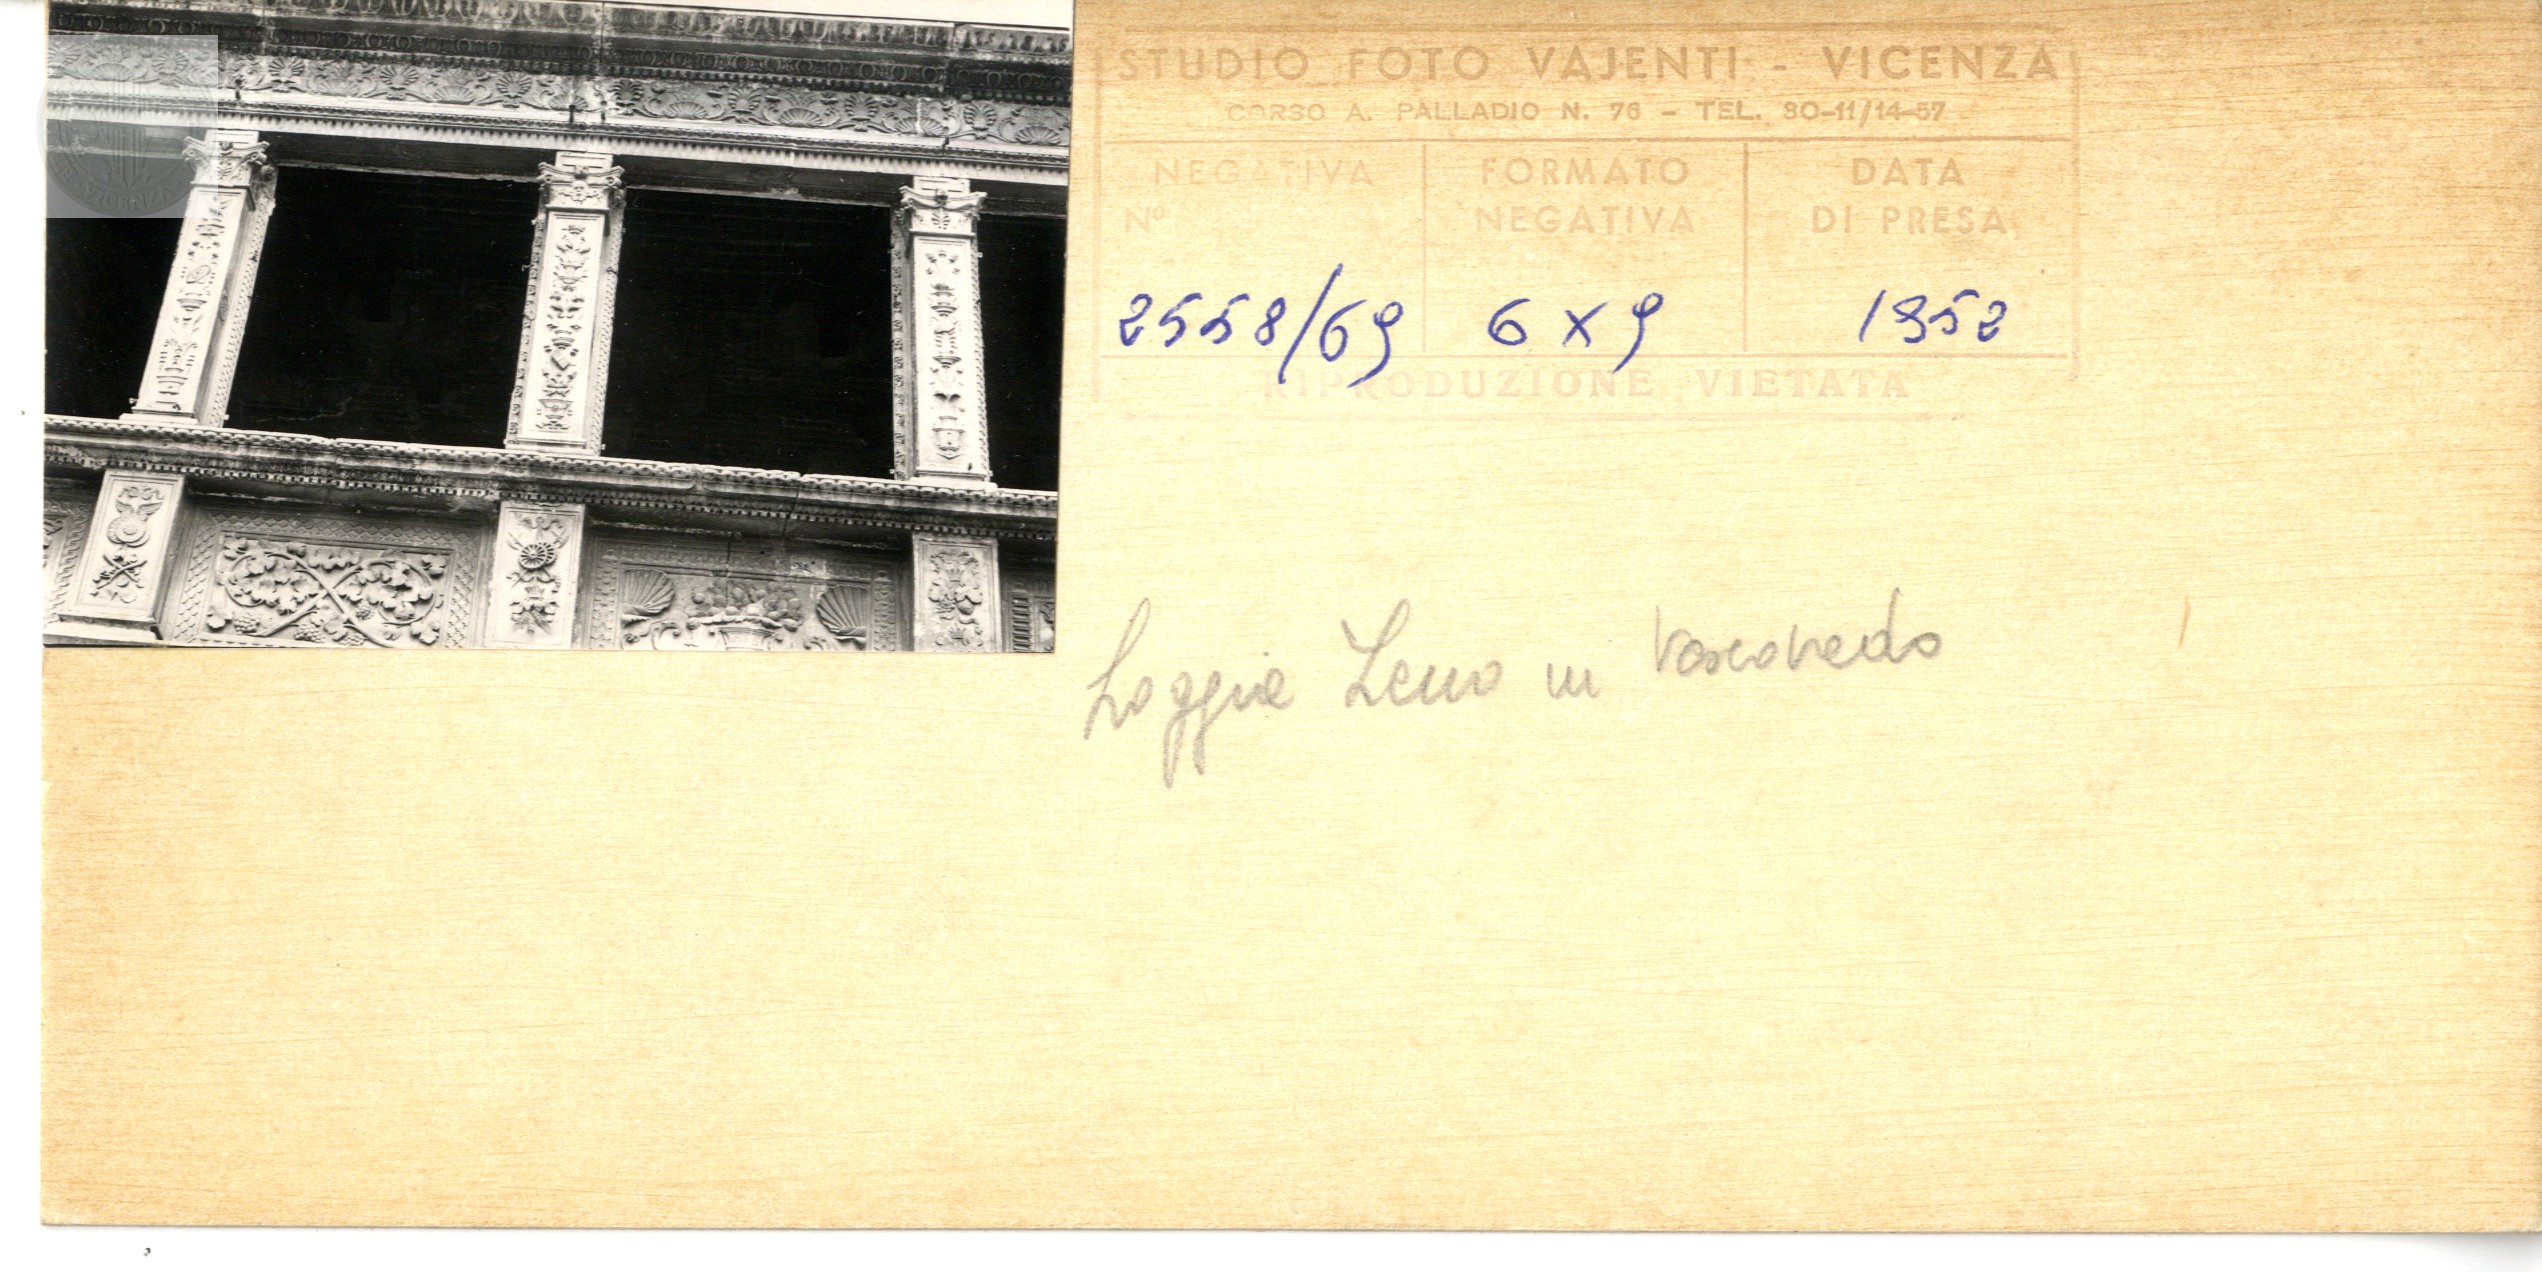 STUDIO FOTO VAJENTI - VICENZA
CORSO A. PALLADIO N. 76 - TEL. 30-11/14-57
NEGATIVA
Nº
FORMATO
NEGATIVA
DATA
DI PRESA
2558/69
6 x 9
1952
RIPRODUZIONE VIETATA
Loggia Zeno in